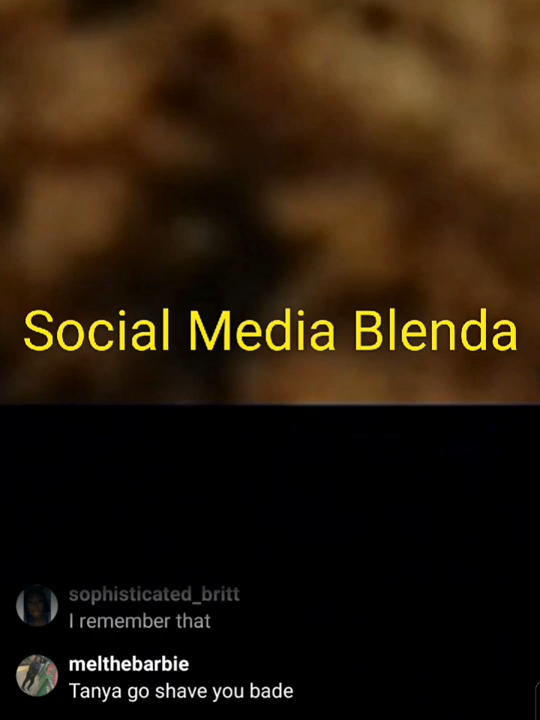 Social Media Blenda
sophisticated_britt
I remember that
melthebarbie
Tanya go shave you bade